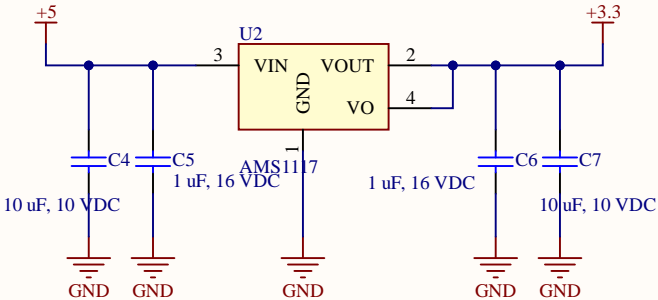 +5
+3.3
U2
3
VIN
VOUT
2
GND
VO
4
1
C4
C5
AMS1117
C6
C7
1 uF, 16 VDC
1 uF, 16 VDC
10 uF, 10 VDC
10 uF, 10 VDC
GND
GND
GND
GND
GND